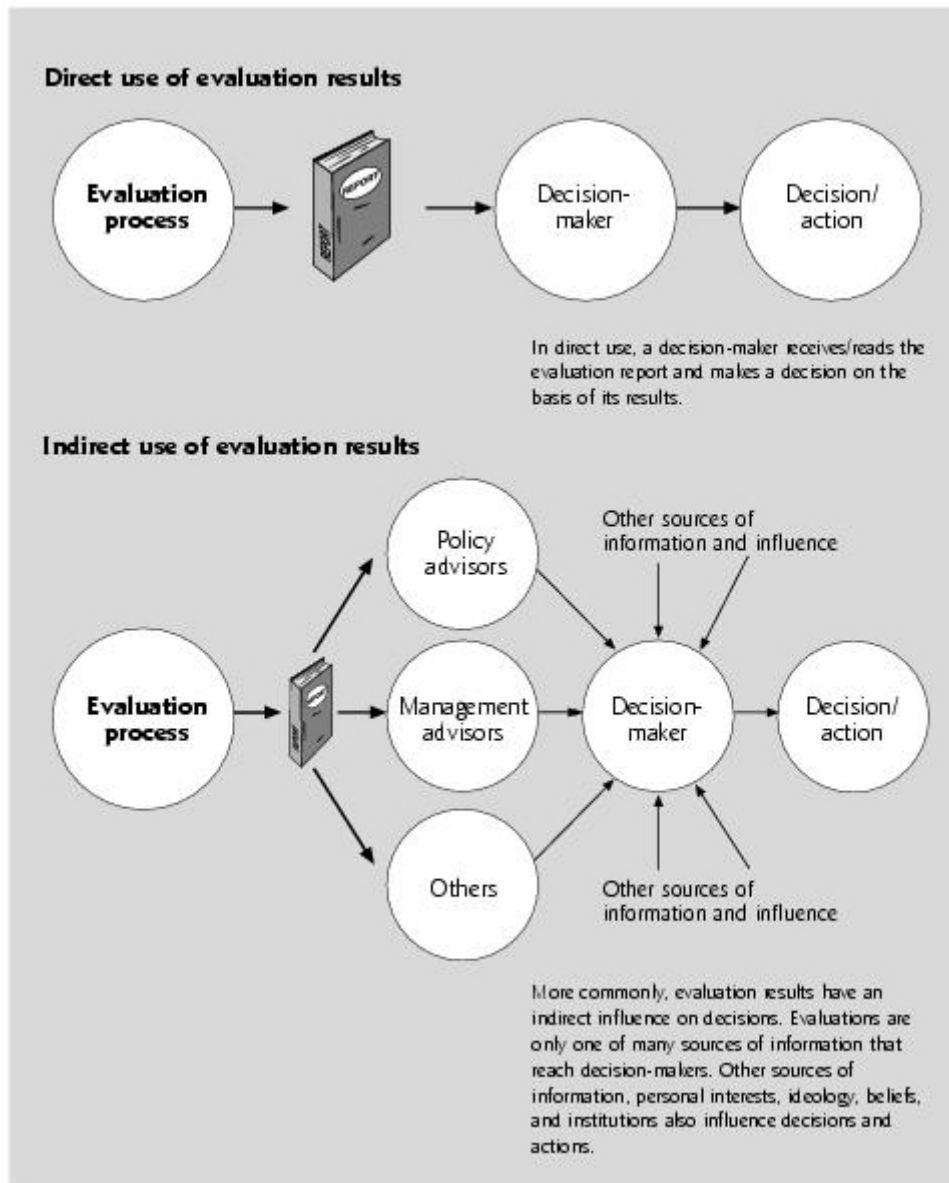 Direct use of evaluation results
Evaluation
process
REPORT
REPORT
Decision-
maker
Decision/
action
In direct use, a decision-maker receives/reads the
evaluation report and makes a decision on the
basis of its results.
Indirect use of evaluation results
Policy
advisors
Other sources of
information and influence
Evaluation
process
REPORT
REPORT
Management
advisors
Decision-
maker
Decision/
action
Others
Other sources of
information and influence
More commonly, evaluation results have an
indirect influence on decisions. Evaluations are
only one of many sources of information that
reach decision-makers. Other sources of
information, personal interests, ideology, beliefs,
and institutions also influence decisions and
actions.